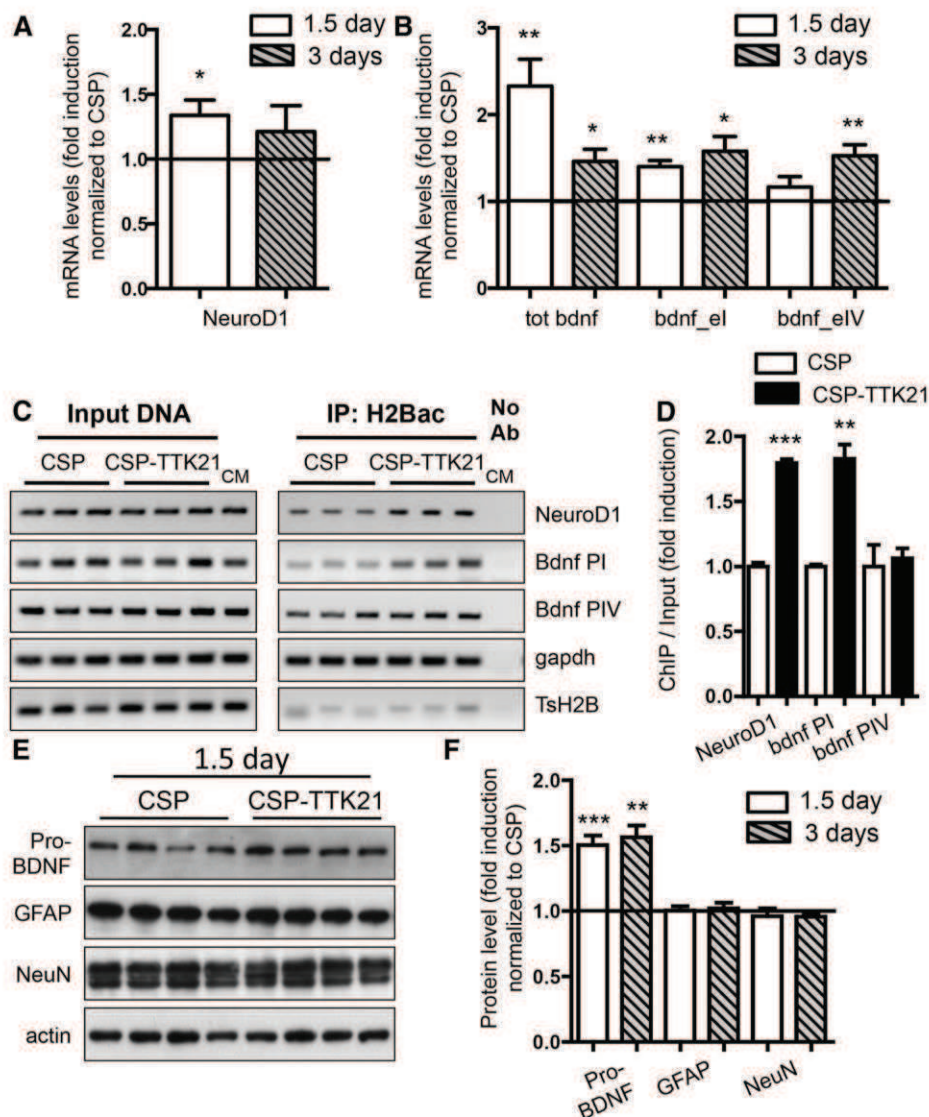 A
mRNA levels (fold induction
normalized to CSP)
2.0
1.5
1.0
0.5
0.0
1.5 day
3 days
*
NeuroD1
B
mRNA levels (fold induction
normalized to CSP)
3
2
1
0
1.5 day
3 days
** * ** * **
tot bdnf bdnf_eI bdnf_eIV
C
Input DNA IP: H2Bac No
Ab
CSP CSP-TTK21 CM CSP CSP-TTK21 CM
NeuroD1
Bdnf PI
Bdnf PIV
gapdh
TsH2B
D
CSP
CSP-TTK21
ChIP / Input (fold induction)
2.0
1.5
1.0
0.5
0.0
*** **
NeuroD1 bdnf PI bdnf PIV
E
1.5 day
CSP CSP-TTK21
Pro-
BDNF
GFAP
NeuN
actin
F
Protein level (fold induction
normalized to CSP)
2.0
1.5
1.0
0.5
0.0
1.5 day
3 days
*** **
Pro-
BDNF GFAP NeuN